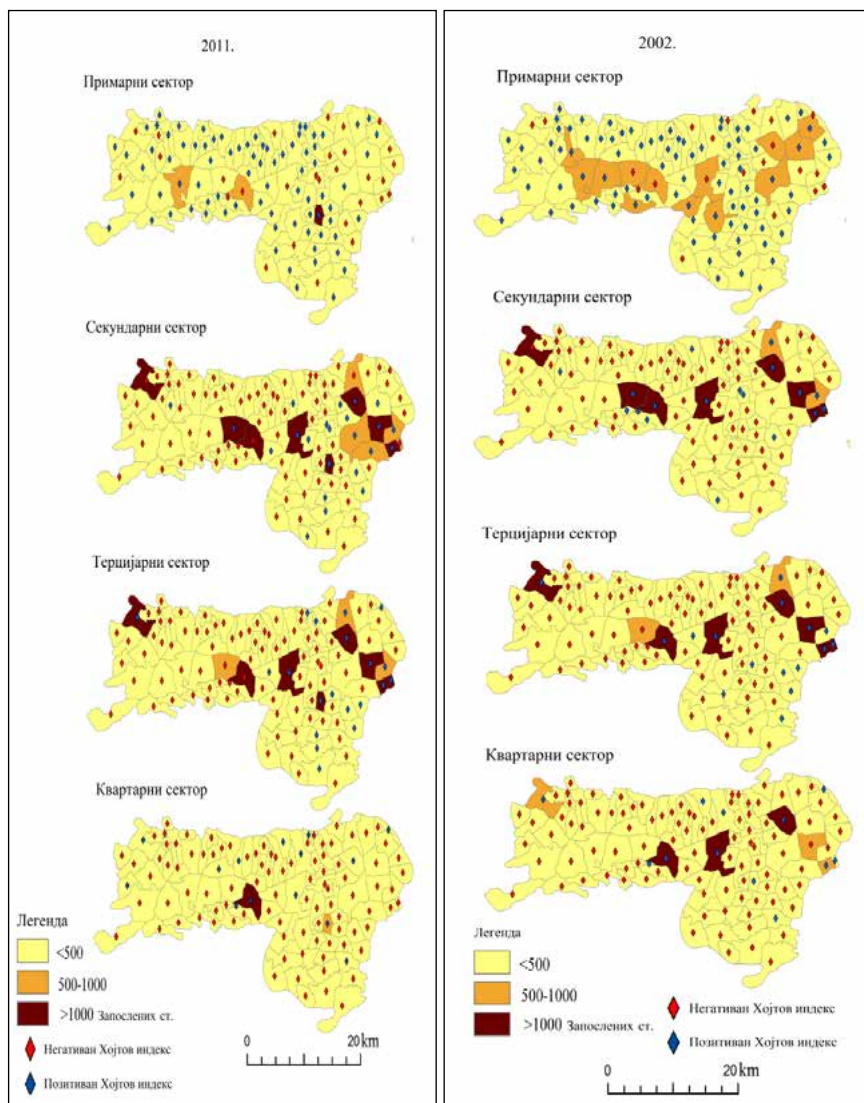 2011.
Примарни сектор
Секундарни сектор
Терцијарни сектор
Квартарни сектор
Легенда
<500
500-1000
>1000 Запослених ст.
Негативан Хојтов индекс
Позитиван Хојтов индекс
0 20 km
2002.
Примарни сектор
Секундарни сектор
Терцијарни сектор
Квартарни сектор
Легенда
<500
500-1000
>1000 Запослених ст.
Негативан Хојтов индекс
Позитиван Хојтов индекс
0 20 km